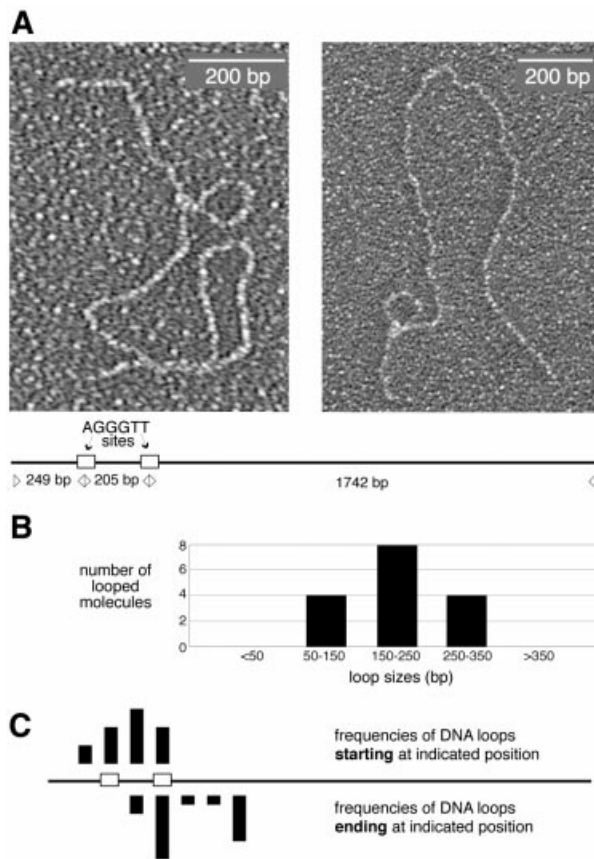 A
200 bp
200 bp
AGGGTT
sites
249 bp
205 bp
1742 bp
B
number of
looped
molecules
8
6
4
2
0
<50
50-150
150-250
250-350
>350
loop sizes (bp)
C
frequencies of DNA loops
starting at indicated position
frequencies of DNA loops
ending at indicated position